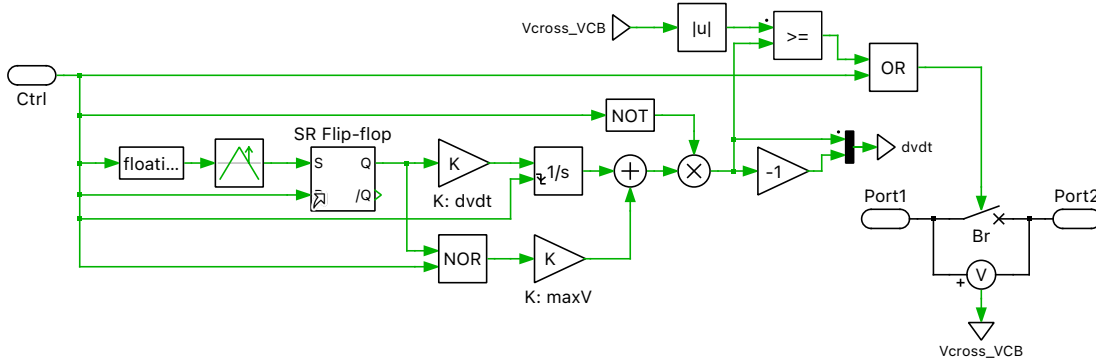 Vcross_VCB
|u|
>=
OR
Ctrl
NOT
SR Flip-flop
floati...
S
Q
/Q
K
K: dvdt
1/s
-1
dvdt
NOR
K
K: maxV
Port1
Port2
Br
+
V
Vcross_VCB